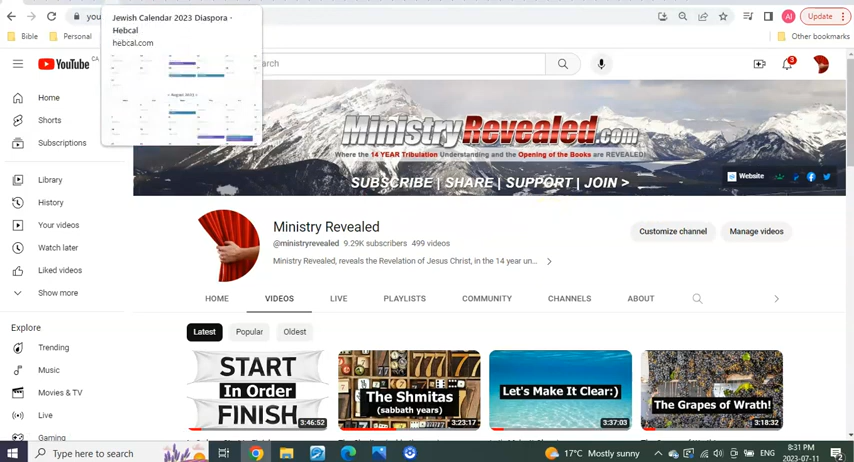 Jewish Calendar 2023 Diaspora ·
Hebcal
hebcal.com
you
AI
Update
Bible
Personal
Other bookmarks
YouTube
CA
arch
3
MinistryRevealed.com
Where the 14 YEAR Tribulation Understanding and the Opening of the Books are REVEALED!
SUBSCRIBE | SHARE | SUPPORT | JOIN >
Website
Home
Shorts
Subscriptions
Library
History
Your videos
Watch later
Liked videos
Show more
Explore
Trending
Music
Movies & TV
Live
Gaming
Ministry Revealed
@ministryrevealed 9.29K subscribers 499 videos
Ministry Revealed, reveals the Revelation of Jesus Christ, in the 14 year un...
Customize channel
Manage videos
HOME VIDEOS LIVE PLAYLISTS COMMUNITY CHANNELS ABOUT
Latest Popular Oldest
START
In Order
FINISH
3:46:52
The Shmitas
(sabbath years)
3:23:17
Let's Make It Clear:)
3:37:03
The Grapes of Wrath!
3:18:32
Type here to search
17°C Mostly sunny
ENG
8:31 PM
2023-07-11
2